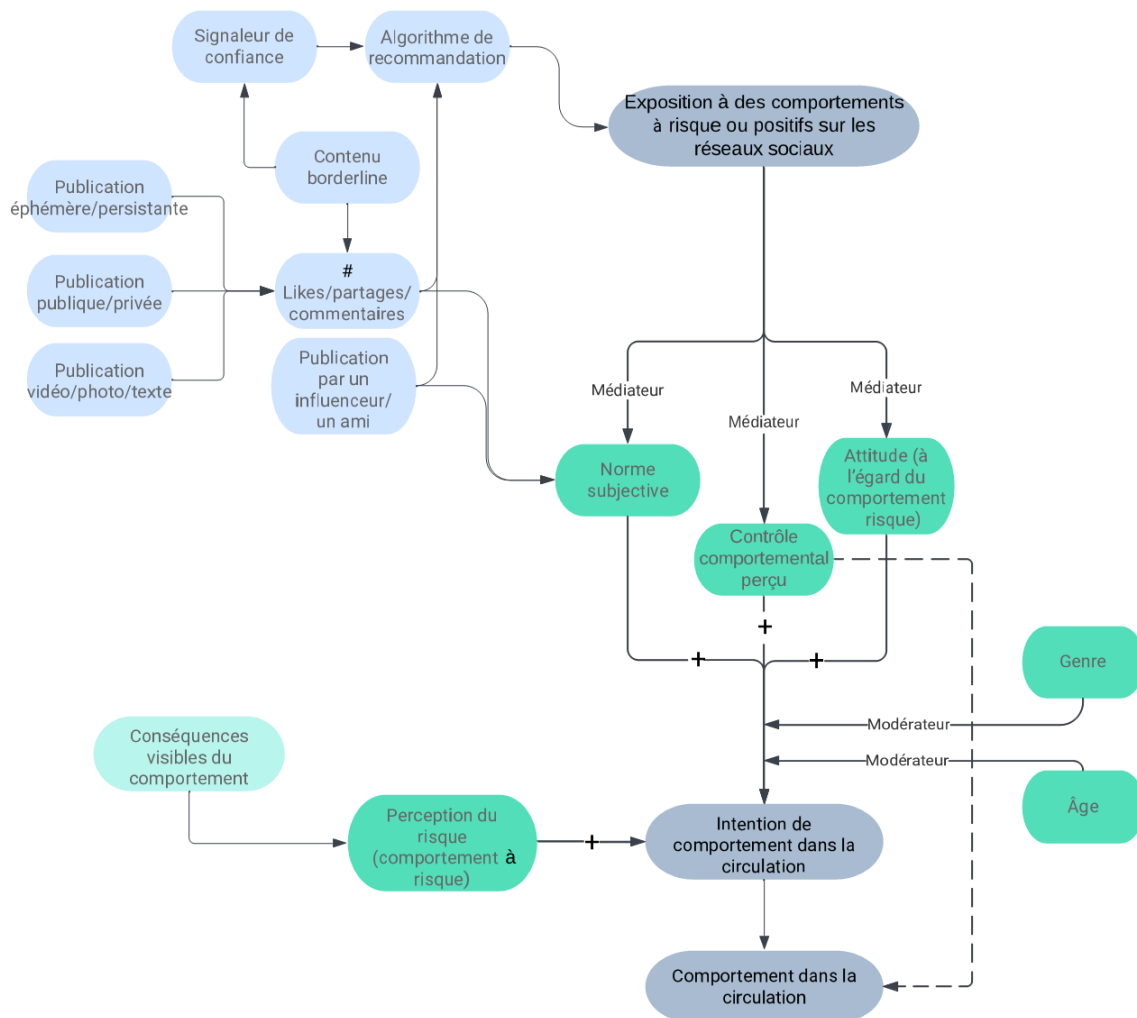 Signaleur de
confiance
Algorithme de
recommandation
Exposition à des comportements
à risque ou positifs sur les
réseaux sociaux
Contenu
borderline
Publication
éphémère/persistante
Publication
publique/privée
#
Likes/partages/
commentaires
Publication
vidéo/photo/texte
Publication
par un
influenceur/
un ami
Médiateur
Médiateur
Médiateur
Norme
subjective
Attitude (à
l'égard du
comportement
risque)
Contrôle
comportemental
perçu
+
+
+
Genre
Modérateur
Modérateur
Âge
Conséquences
visibles du
comportement
Perception du
risque
(comportement à
risque)
+
Intention de
comportement dans la
circulation
Comportement dans la
circulation